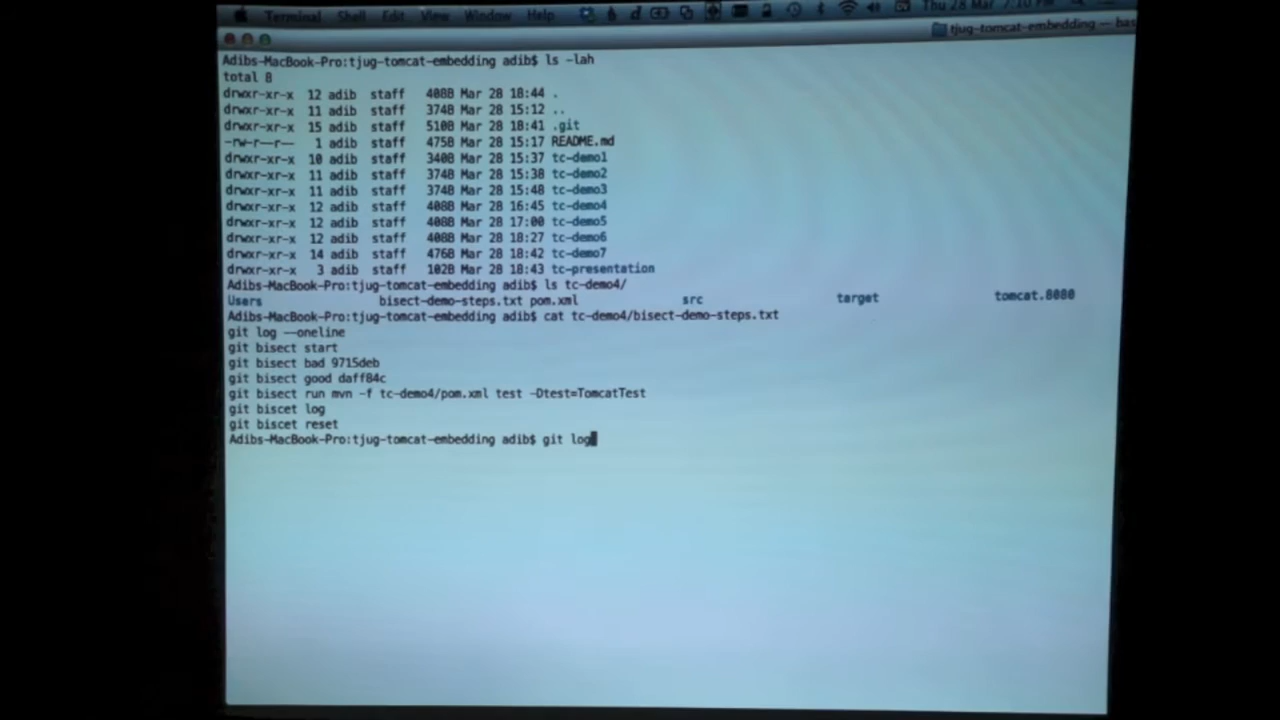 Terminal Shell Edit View Window Help Thu 28 Mar 7:10 PM
tjug-tomcat-embedding — bas
Adibs-MacBook-Pro:tjug-tomcat-embedding adib$ ls -lah
total 8
drwxr-xr-x 12 adib staff 408B Mar 28 18:44 .
drwxr-xr-x 11 adib staff 374B Mar 28 15:12 ..
drwxr-xr-x 15 adib staff 510B Mar 28 18:41 .git
-rw-r--r-- 1 adib staff 475B Mar 28 15:17 README.md
drwxr-xr-x 10 adib staff 340B Mar 28 15:37 tc-demo1
drwxr-xr-x 11 adib staff 374B Mar 28 15:38 tc-demo2
drwxr-xr-x 11 adib staff 374B Mar 28 15:48 tc-demo3
drwxr-xr-x 12 adib staff 408B Mar 28 16:45 tc-demo4
drwxr-xr-x 12 adib staff 408B Mar 28 17:00 tc-demo5
drwxr-xr-x 12 adib staff 408B Mar 28 18:27 tc-demo6
drwxr-xr-x 14 adib staff 476B Mar 28 18:42 tc-demo7
drwxr-xr-x 3 adib staff 102B Mar 28 18:43 tc-presentation
Adibs-MacBook-Pro:tjug-tomcat-embedding adib$ ls tc-demo4/
Users bisect-demo-steps.txt pom.xml src target tomcat.8080
Adibs-MacBook-Pro:tjug-tomcat-embedding adib$ cat tc-demo4/bisect-demo-steps.txt
git log --oneline
git bisect start
git bisect bad 9715deb
git bisect good daff84c
git bisect run mvn -f tc-demo4/pom.xml test -Dtest=TomcatTest
git biscet log
git biscet reset
Adibs-MacBook-Pro:tjug-tomcat-embedding adib$ git log